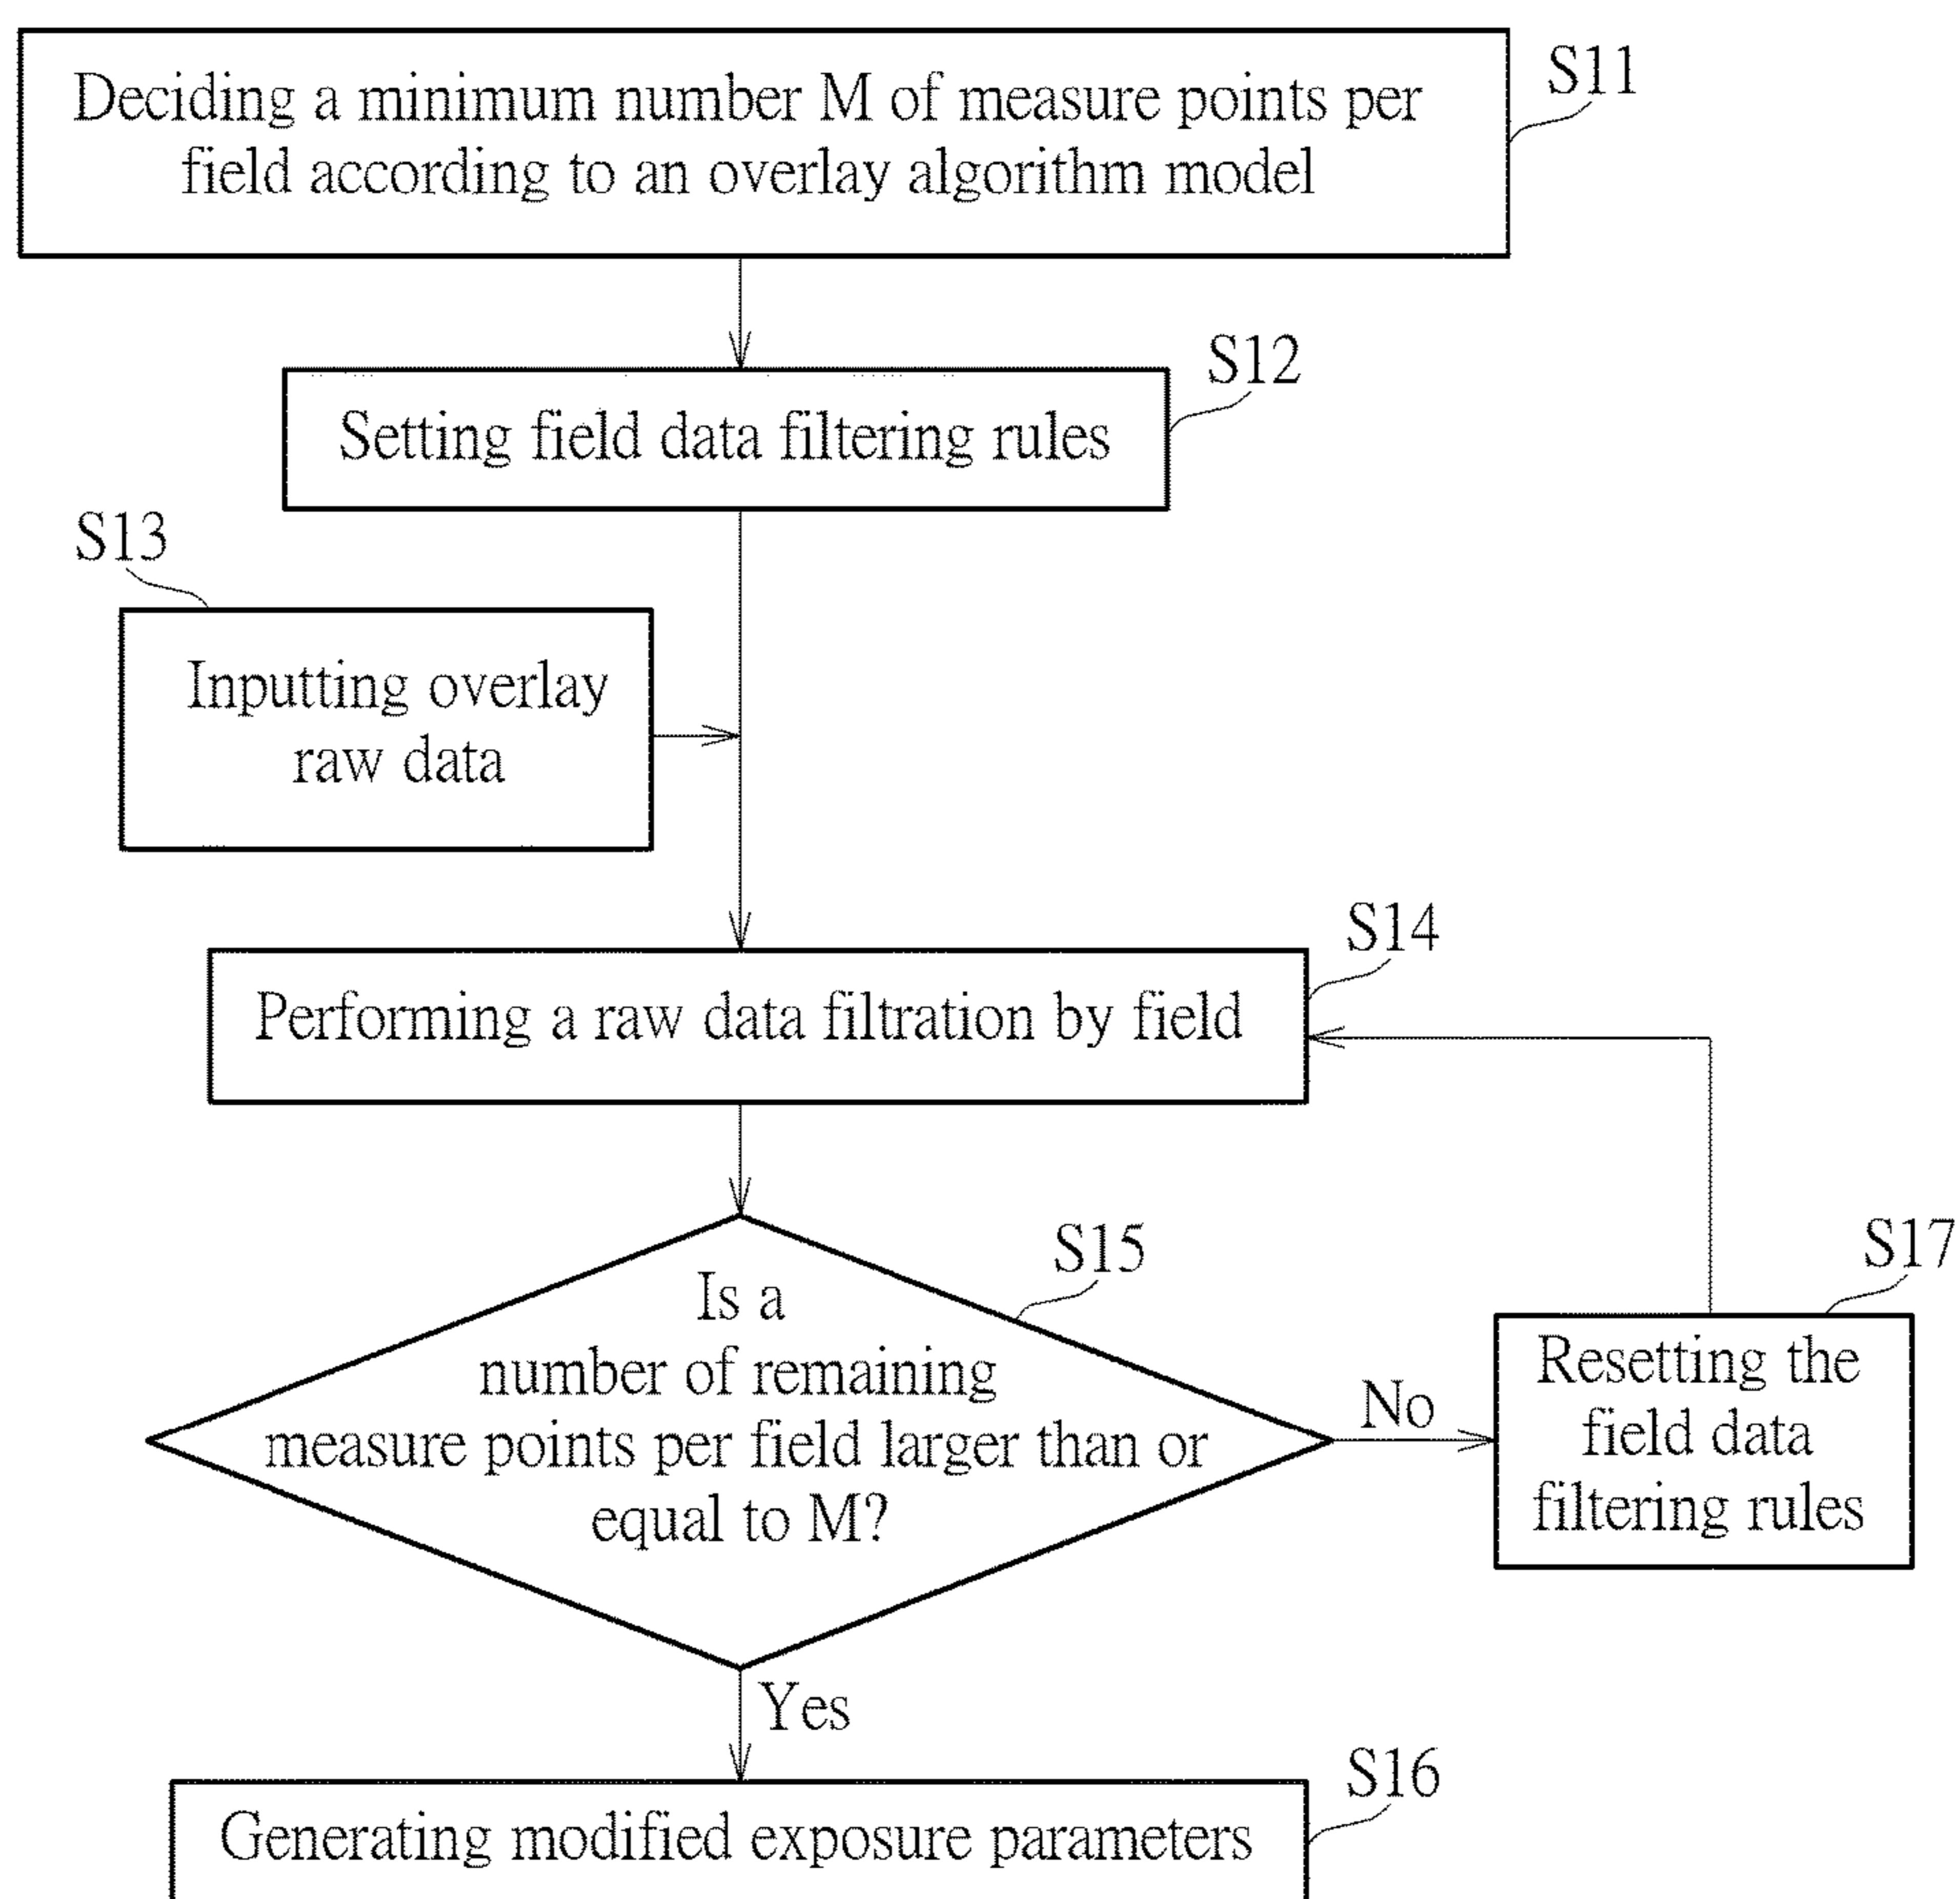 Deciding a minimum number M of measure points per
field according to an overlay algorithm model
S11
Setting field data filtering rules
S12
S13
Inputting overlay
raw data
Performing a raw data filtration by field
S14
Is a
number of remaining
measure points per field larger than or
equal to M?
S15
No
Resetting the
field data
filtering rules
S17
Yes
Generating modified exposure parameters
S16